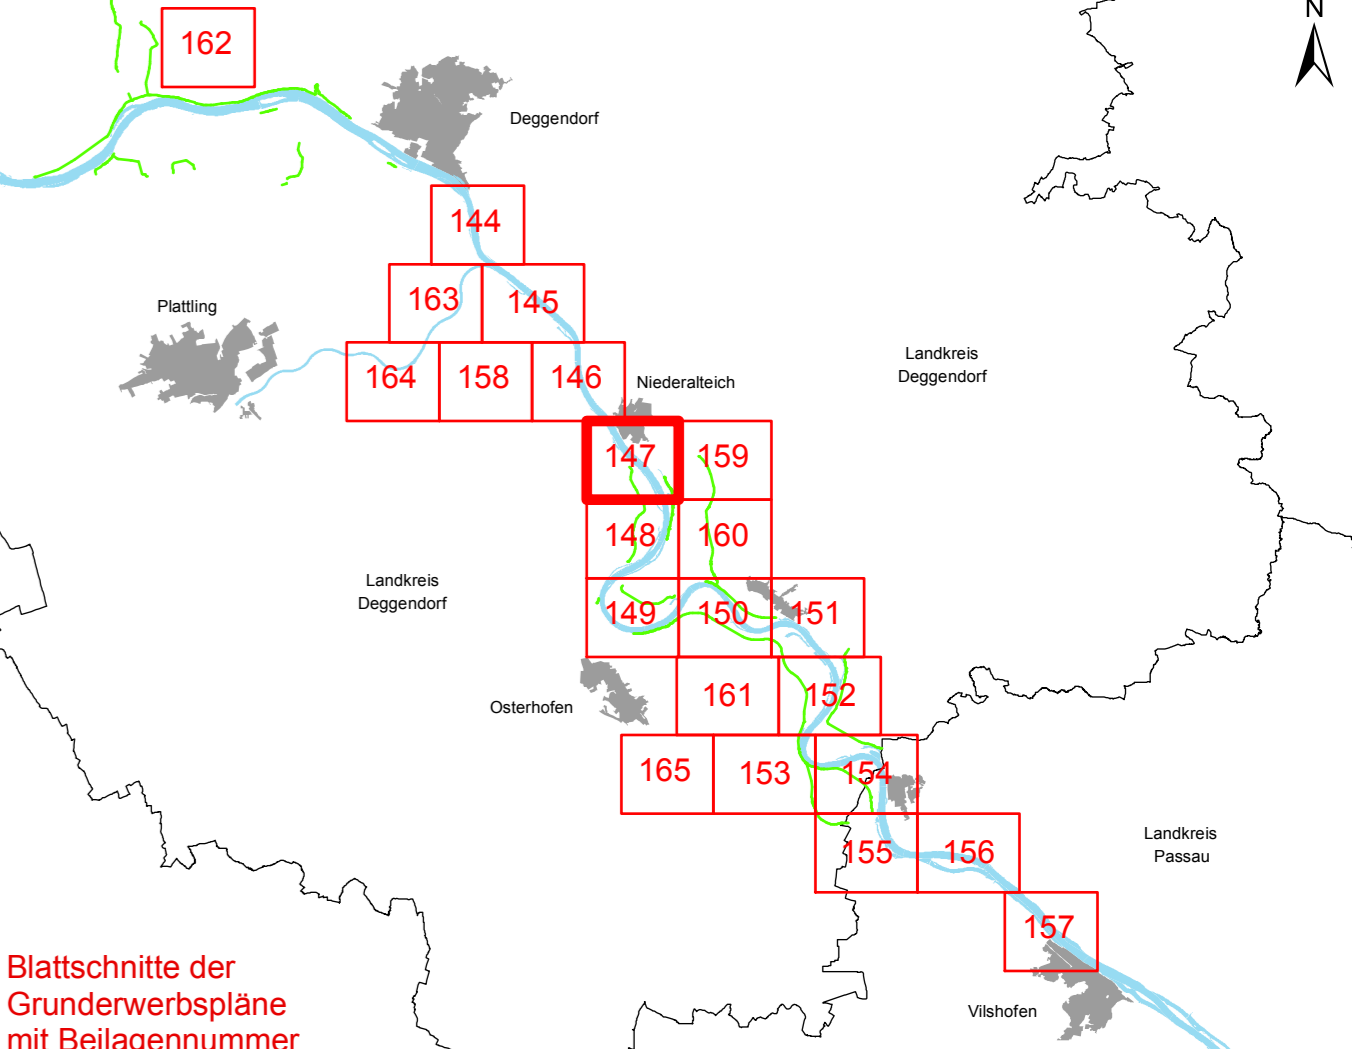 N
162
Deggendorf
144
Plattling
163
145
Landkreis
Deggendorf
164
158
146
Niederalteich
147
159
148
160
Landkreis
Deggendorf
149
150
151
Osterhofen
161
152
165
153
154
Landkreis
Passau
155
156
157
Vilshofen
Blattschnitte der
Grunderwerbspläne
mit Beilagennummer